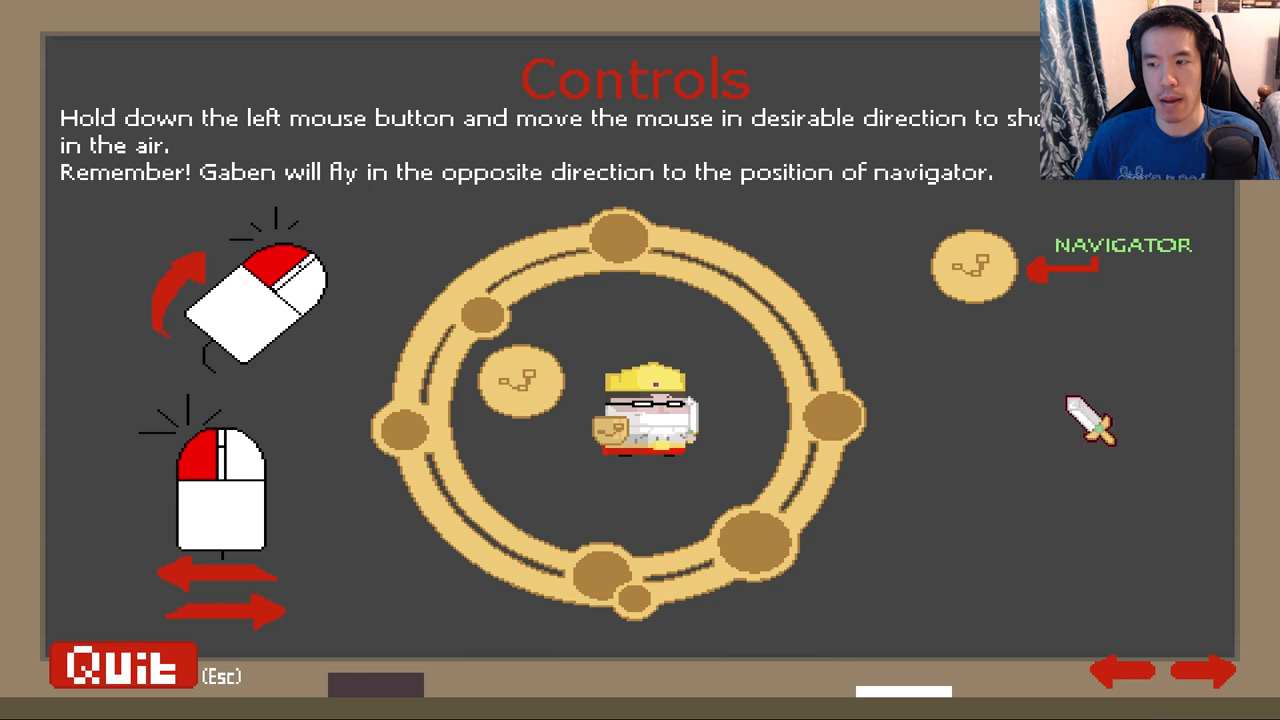 Controls
Hold down the left mouse button and move the mouse in desirable direction to
in the air.
Remember! Gaben will fly in the opposite direction to the position of navigator.
NAVIGATOR
Quit
(Esc)